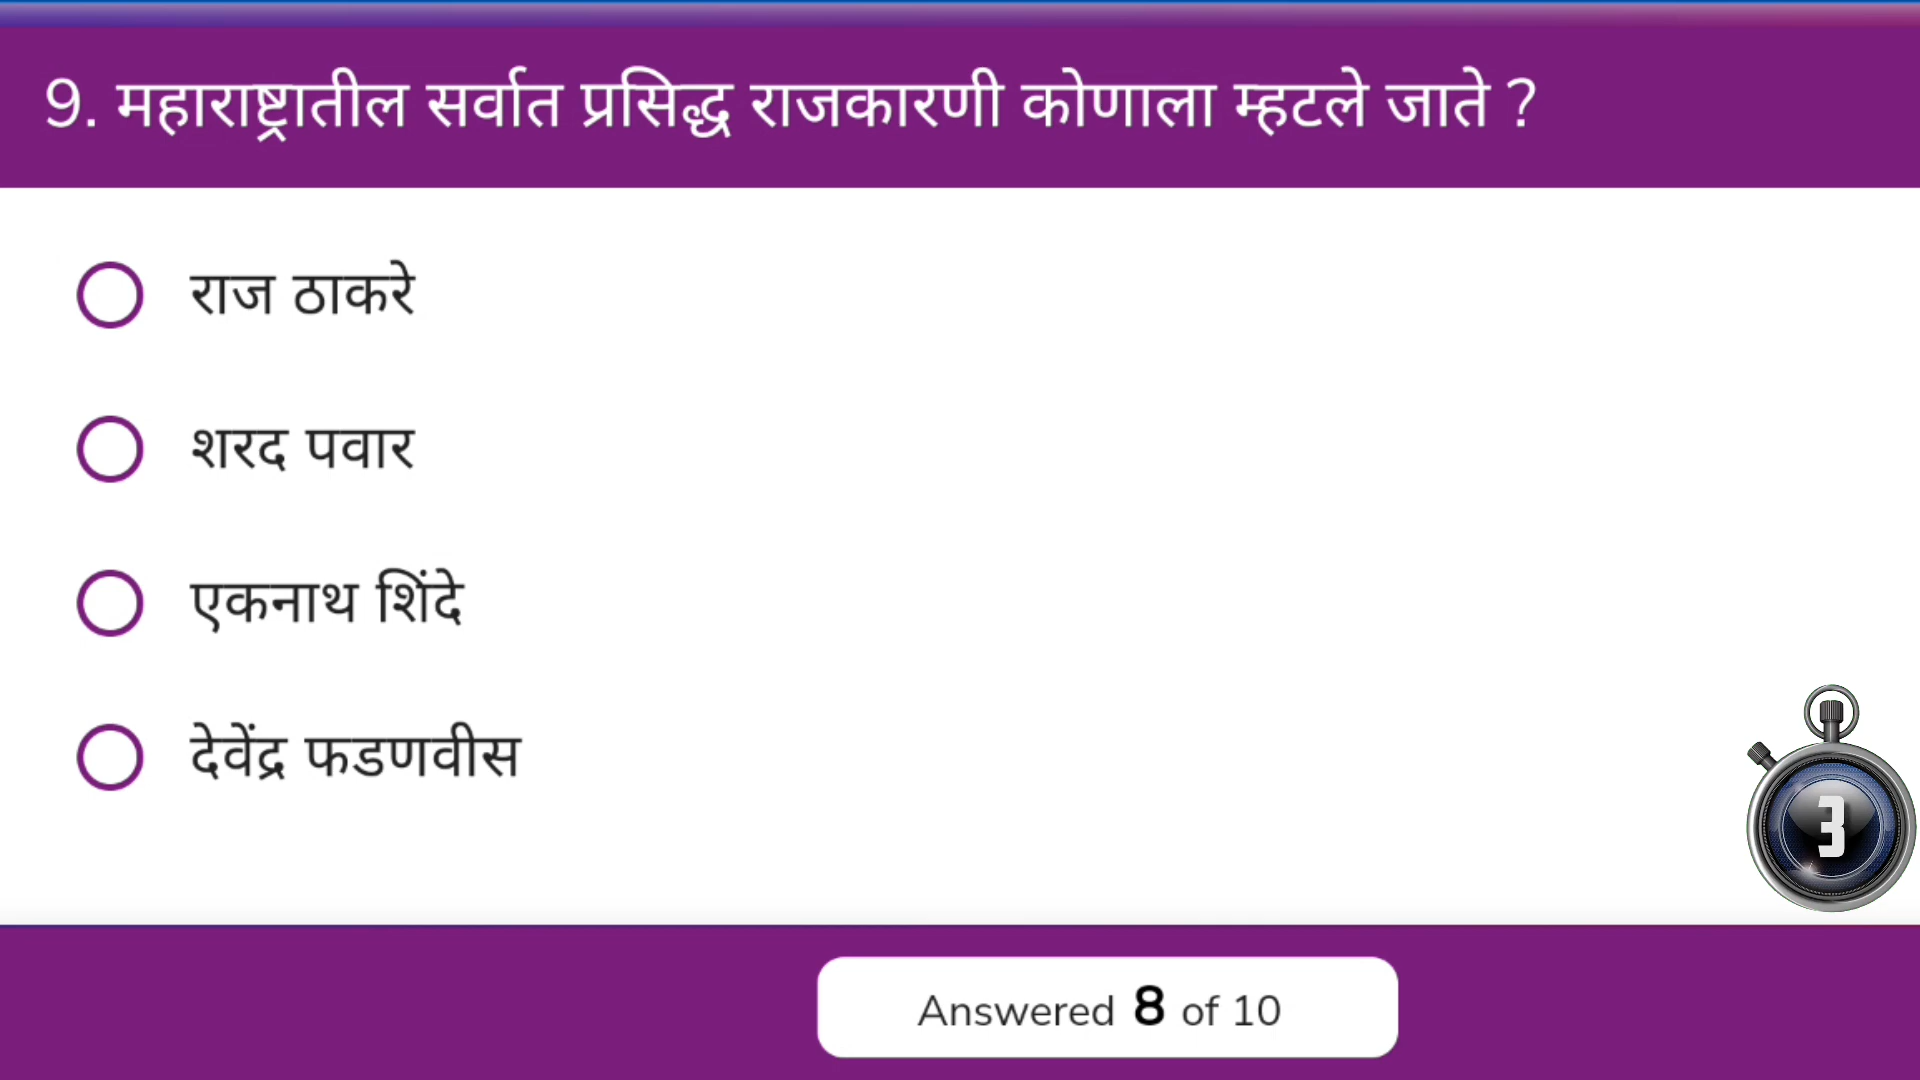 9. महाराष्ट्रातील सर्वात प्रसिद्ध राजकारणी कोणाला म्हटले जाते ?
राज ठाकरे
शरद पवार
एकनाथ शिंदे
देवेंद्र फडणवीस
3
Answered 8 of 10